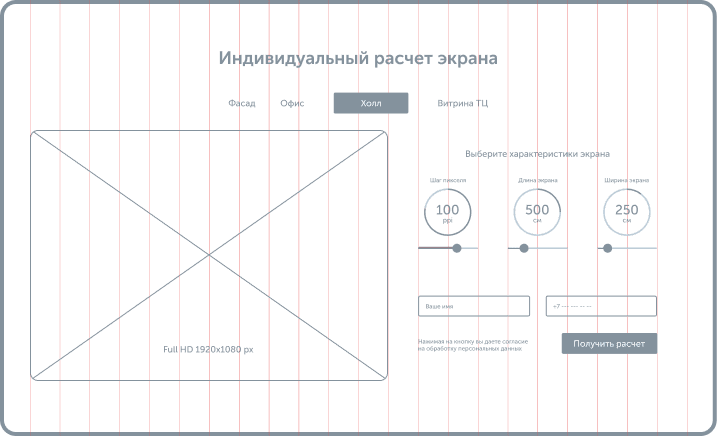 Индивидуальный расчет экрана
Фасад Офис Холл Витрина ТЦ
Выберите характеристики экрана
Шаг пикселя Длина экрана Ширина экрана
100 500 250
ppi см см
Ваше имя +7 --- --- -- --
Нажимая на кнопку вы даете согласие
на обработку персональных данных
Получить расчет
Full HD 1920x1080 px